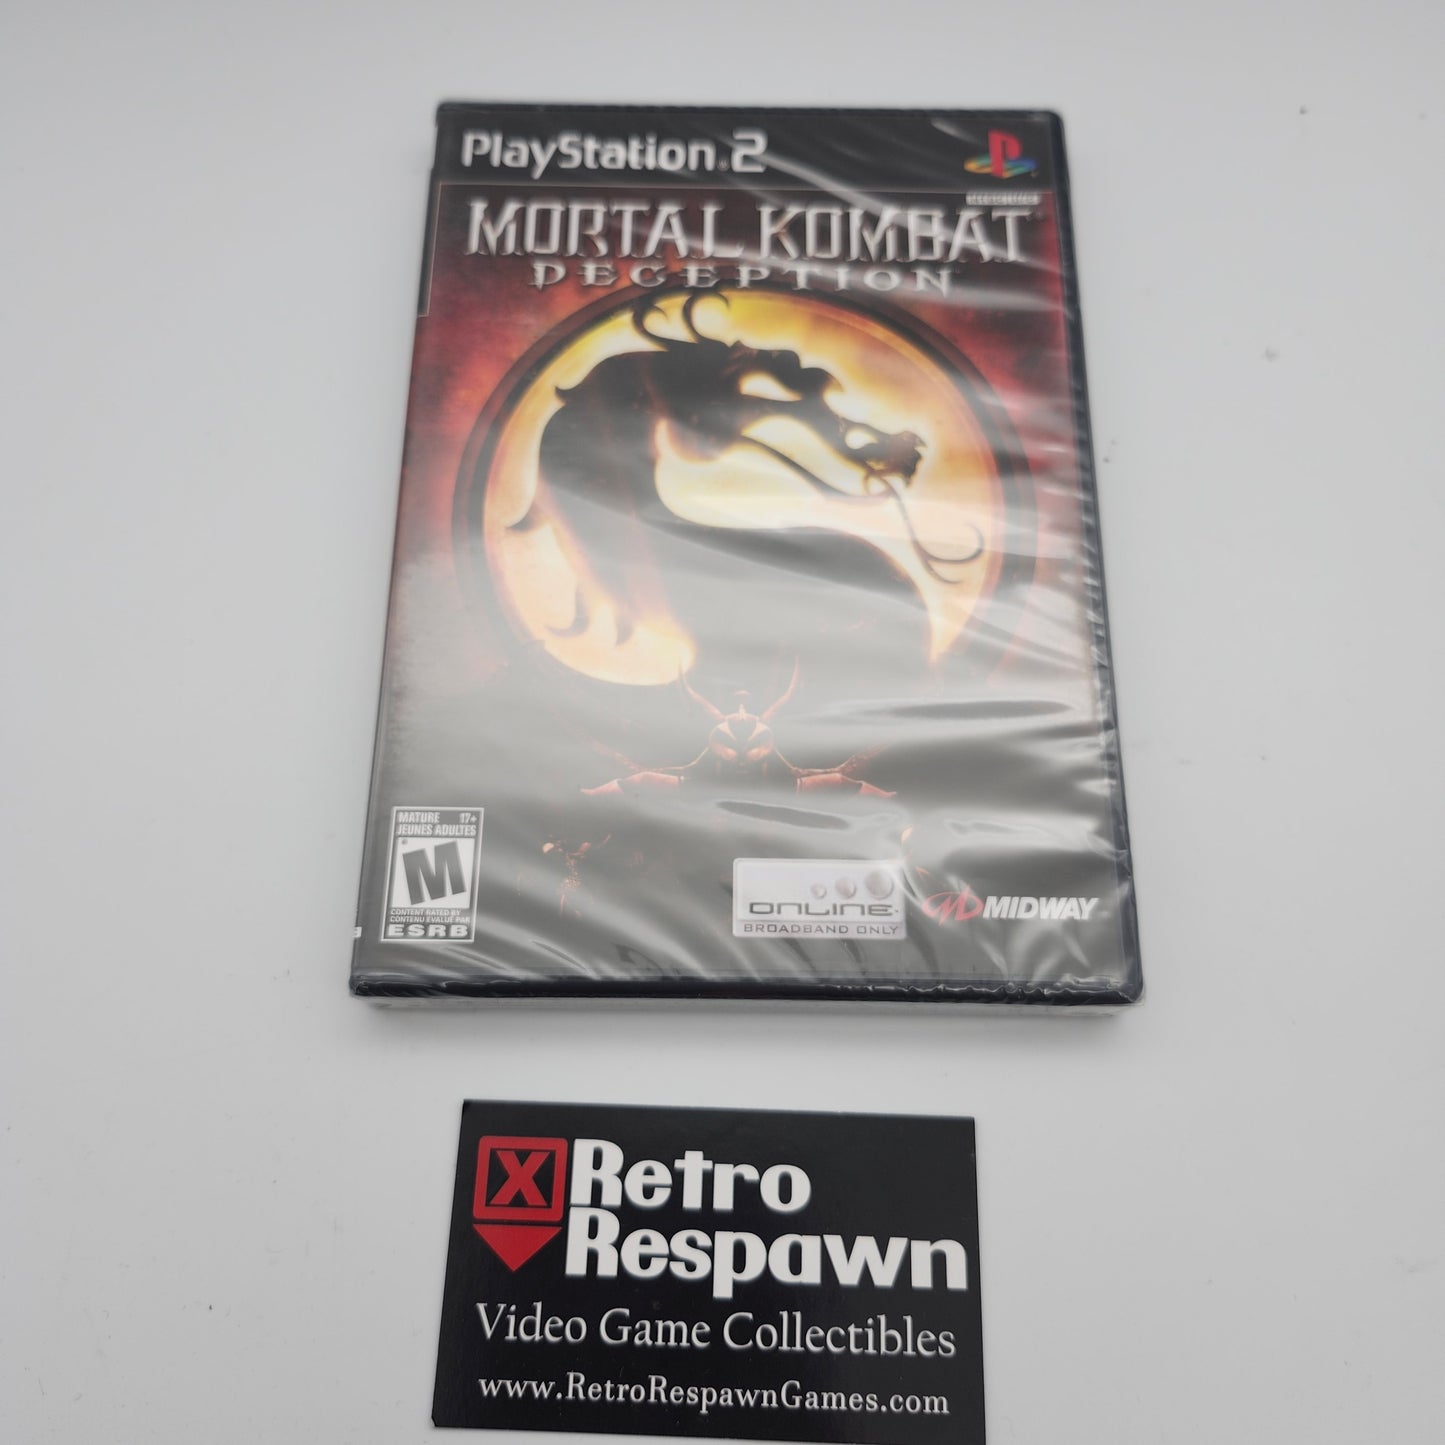 PlayStation®2
MORTAL KOMBAT
DECEPTION
MATURE 17+
JEUNES ADULTES
M
CONTENT RATED BY
CONTENU ÉVALUÉ PAR
ESRB
ONLINE
BROADBAND ONLY
MIDWAY
X Retro
Respawn
Video Game Collectibles
www.RetroRespawnGames.com